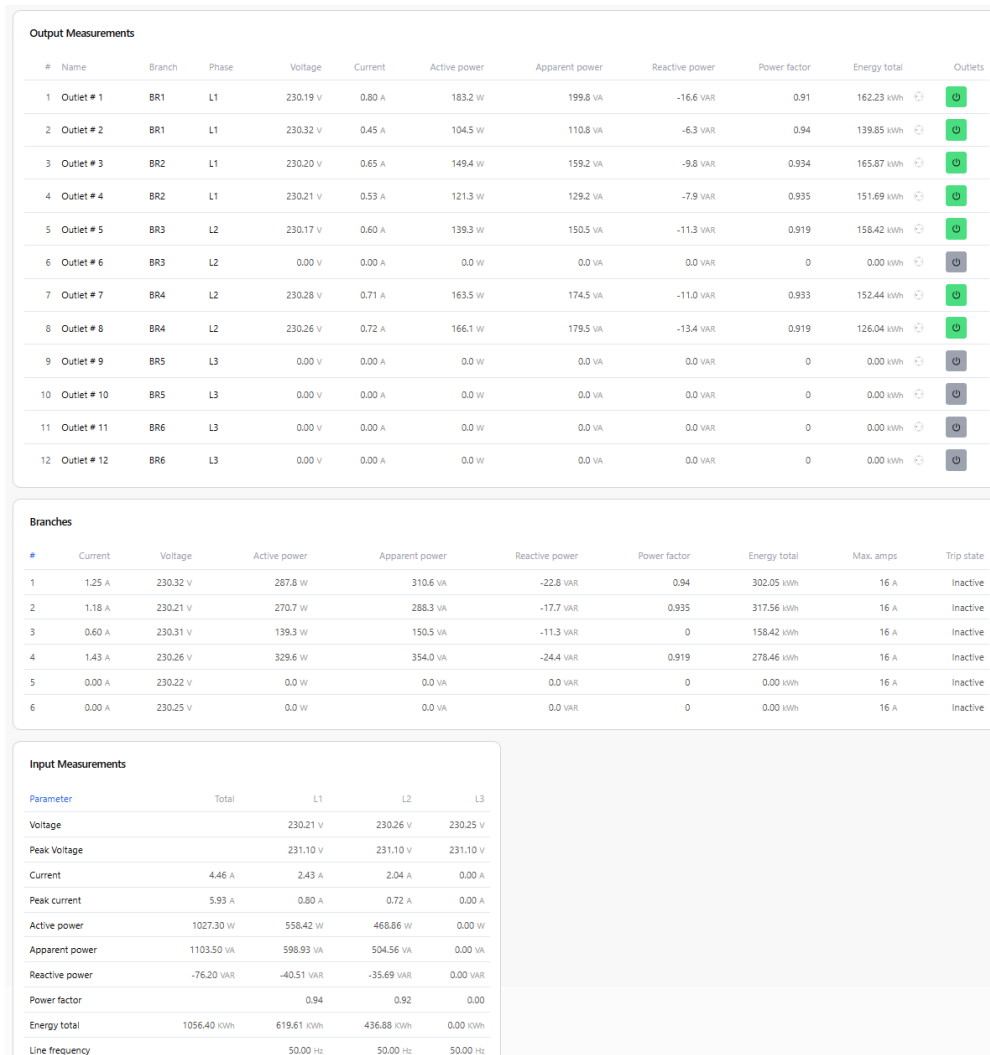 Output Measurements
# Name Branch Phase Voltage Current Active power Apparent power Reactive power Power factor Energy total Outlets
1 Outlet # 1 BR1 L1 230.19 V 0.80 A 183.2 W 199.8 VA -16.6 VAR 0.91 162.23 kWh
2 Outlet # 2 BR1 L1 230.32 V 0.45 A 104.5 W 110.8 VA -6.3 VAR 0.94 139.85 kWh
3 Outlet # 3 BR2 L1 230.20 V 0.65 A 149.4 W 159.2 VA -9.8 VAR 0.934 165.87 kWh
4 Outlet # 4 BR2 L1 230.21 V 0.53 A 121.3 W 129.2 VA -7.9 VAR 0.935 151.69 kWh
5 Outlet # 5 BR3 L2 230.17 V 0.60 A 139.3 W 150.5 VA -11.3 VAR 0.919 158.42 kWh
6 Outlet # 6 BR3 L2 0.00 V 0.00 A 0.0 W 0.0 VA 0.0 VAR 0 0.00 kWh
7 Outlet # 7 BR4 L2 230.28 V 0.71 A 163.5 W 174.5 VA -11.0 VAR 0.933 152.44 kWh
8 Outlet # 8 BR4 L2 230.26 V 0.72 A 166.1 W 179.5 VA -13.4 VAR 0.919 126.04 kWh
9 Outlet # 9 BR5 L3 0.00 V 0.00 A 0.0 W 0.0 VA 0.0 VAR 0 0.00 kWh
10 Outlet # 10 BR5 L3 0.00 V 0.00 A 0.0 W 0.0 VA 0.0 VAR 0 0.00 kWh
11 Outlet # 11 BR6 L3 0.00 V 0.00 A 0.0 W 0.0 VA 0.0 VAR 0 0.00 kWh
12 Outlet # 12 BR6 L3 0.00 V 0.00 A 0.0 W 0.0 VA 0.0 VAR 0 0.00 kWh
Branches
# Current Voltage Active power Apparent power Reactive power Power factor Energy total Max. amps Trip state
1 1.25 A 230.32 V 287.8 W 310.6 VA -22.8 VAR 0.94 302.05 kWh 16 A Inactive
2 1.18 A 230.21 V 270.7 W 288.3 VA -17.7 VAR 0.935 317.56 kWh 16 A Inactive
3 0.60 A 230.31 V 139.3 W 150.5 VA -11.3 VAR 0 158.42 kWh 16 A Inactive
4 1.43 A 230.26 V 329.6 W 354.0 VA -24.4 VAR 0.919 278.46 kWh 16 A Inactive
5 0.00 A 230.22 V 0.0 W 0.0 VA 0.0 VAR 0 0.00 kWh 16 A Inactive
6 0.00 A 230.25 V 0.0 W 0.0 VA 0.0 VAR 0 0.00 kWh 16 A Inactive
Input Measurements
Parameter Total L1 L2 L3
Voltage 230.21 V 230.26 V 230.25 V
Peak Voltage 231.10 V 231.10 V 231.10 V
Current 4.46 A 2.43 A 2.04 A 0.00 A
Peak current 5.93 A 0.80 A 0.72 A 0.00 A
Active power 1027.30 W 558.42 W 468.86 W 0.00 W
Apparent power 1103.50 VA 598.93 VA 504.56 VA 0.00 VA
Reactive power -76.20 VAR -40.51 VAR -35.69 VAR 0.00 VAR
Power factor 0.94 0.92 0.00
Energy total 1056.40 KWh 619.61 KWh 436.88 KWh 0.00 KWh
Line frequency 50.00 Hz 50.00 Hz 50.00 Hz